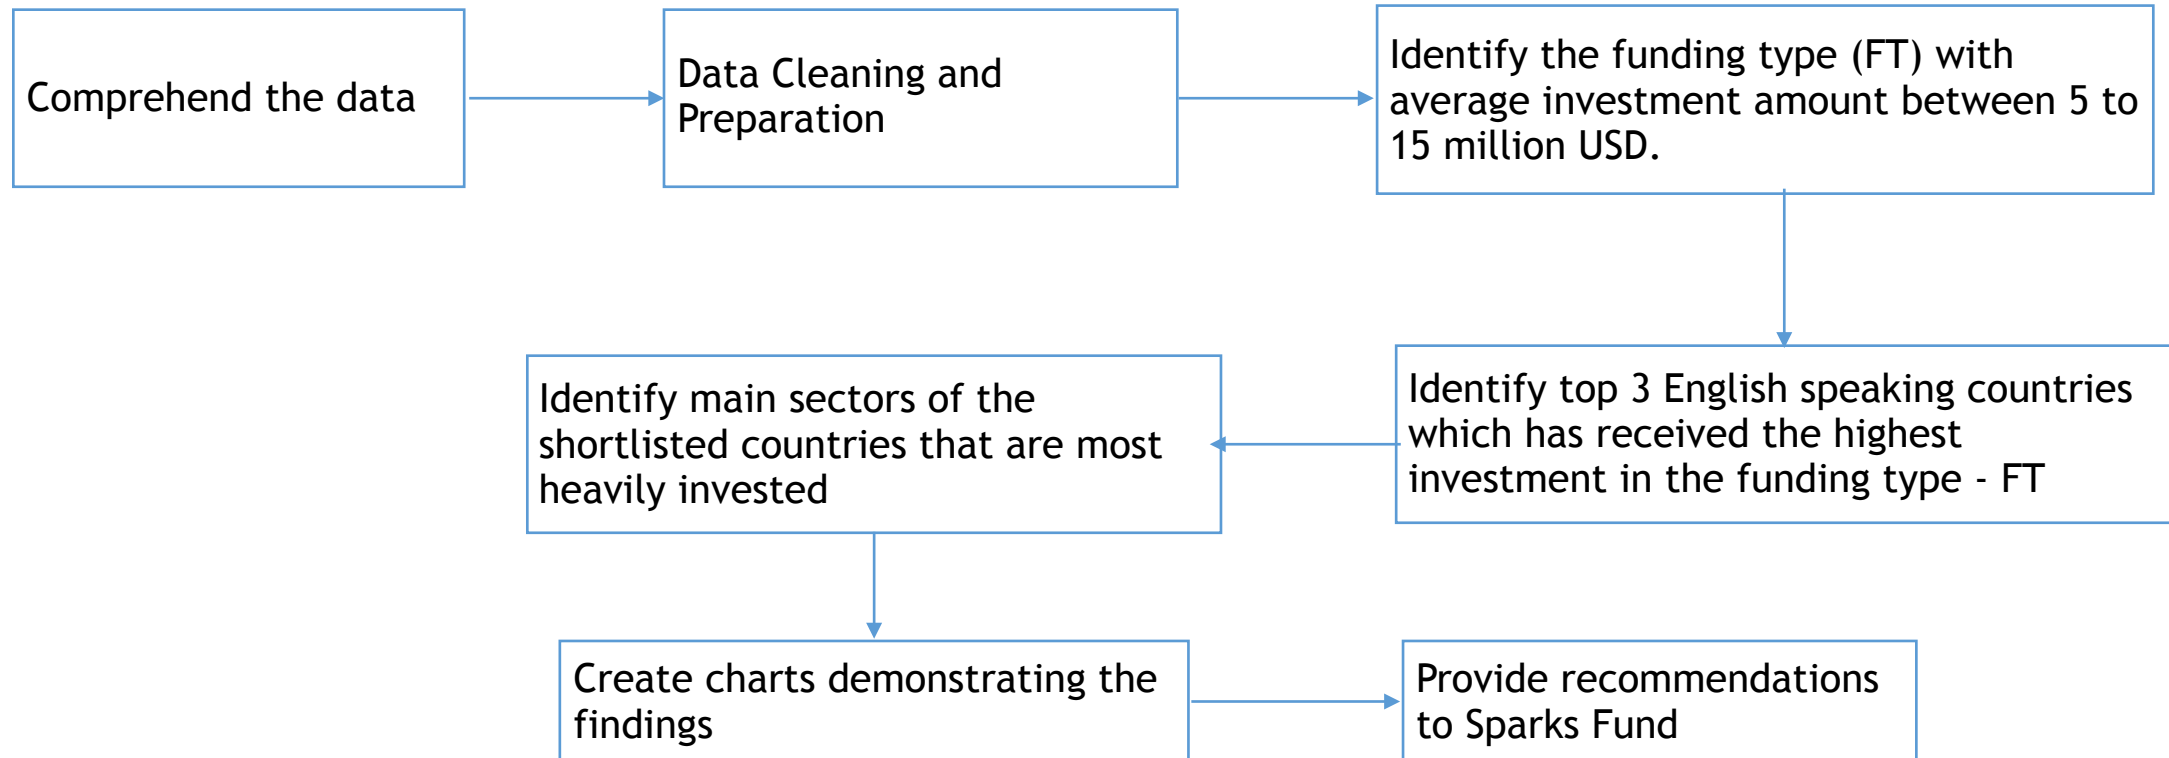 Comprehend the data
Data Cleaning and
Preparation
Identify the funding type (FT) with
average investment amount between 5 to
15 million USD.
Identify top 3 English speaking countries
which has received the highest
investment in the funding type - FT
Identify main sectors of the
shortlisted countries that are most
heavily invested
Create charts demonstrating the
findings
Provide recommendations
to Sparks Fund